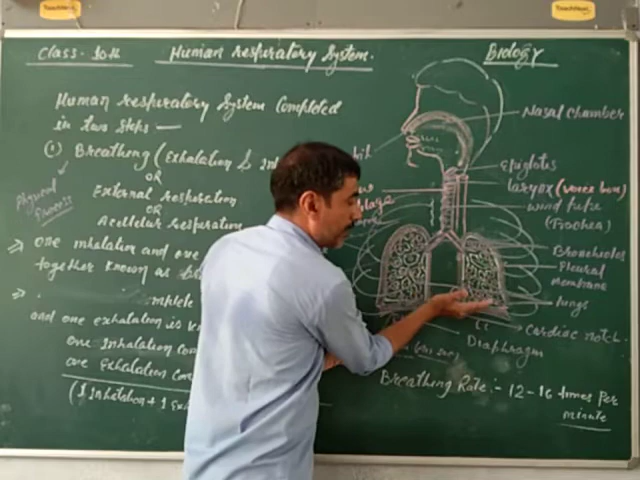 Class-10th Human respiratory System. Biology
Human respiratory System Completed
in two steps:—
(1) Breathing (Exhalation &
OR
External respiration
OR
Acellular respiration
Physical
Process
⇒ one inhalation and one
together known as
⇒
and one exhalation is
one Inhalation
one Exhalation
(1 Inhalation + 1
Nasal chamber
Epiglotus
larynx (voice box)
wind pipe
(Trachea)
Bronchioles
Pleural
membrane
lungs
Cardiac notch.
Diaphragm
Breathing Rate:- 12-16 times Per
minute